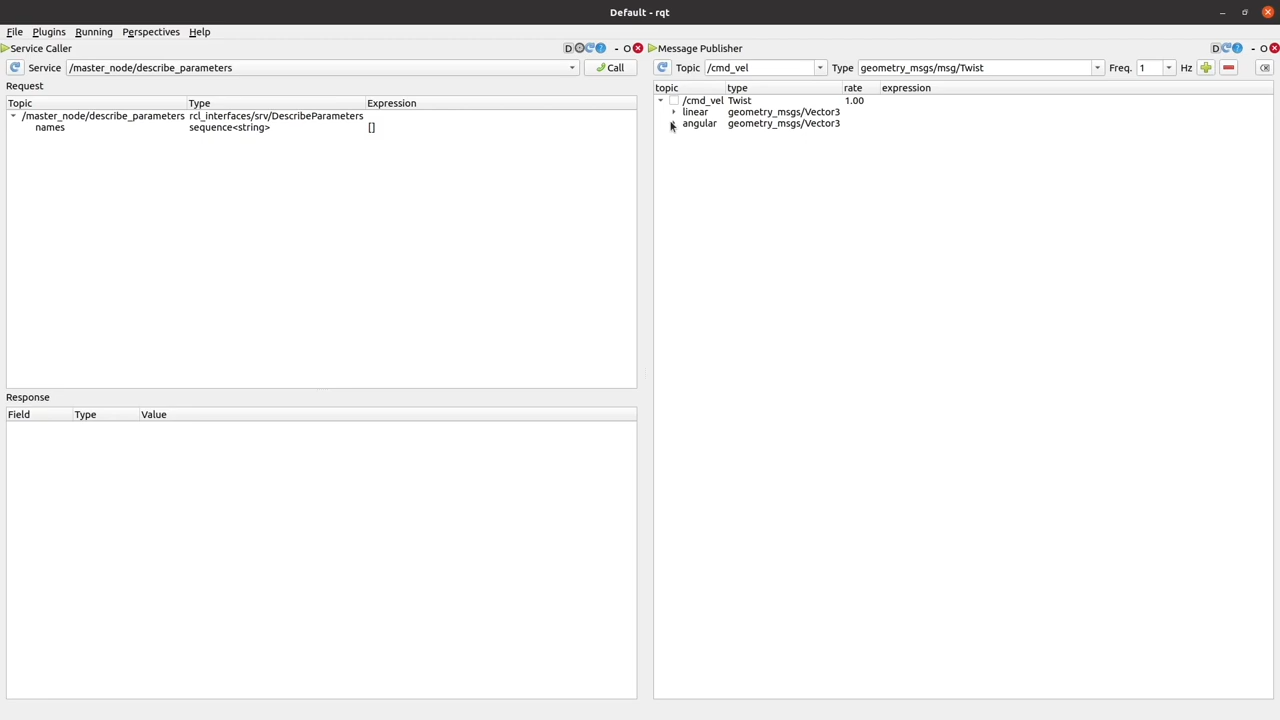 Default - rqt
File Plugins Running Perspectives Help
Service Caller D - O
Service /master_node/describe_parameters Call
Request
Topic Type Expression
/master_node/describe_parameters rcl_interfaces/srv/DescribeParameters
names sequence<string> []
Response
Field Type Value
Message Publisher D - O
Topic /cmd_vel Type geometry_msgs/msg/Twist Freq. 1 Hz
topic type rate expression
/cmd_vel Twist 1.00
linear geometry_msgs/Vector3
angular geometry_msgs/Vector3